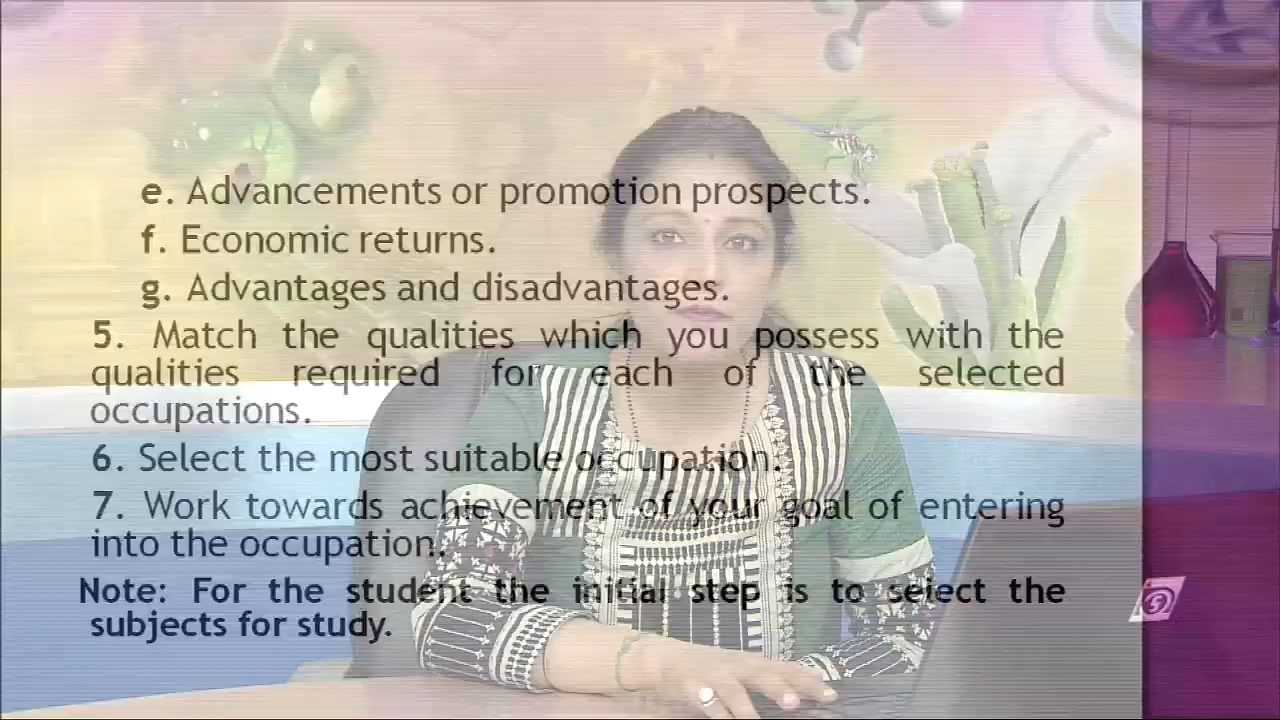 e. Advancements or promotion prospects.
f. Economic returns.
g. Advantages and disadvantages.
5. Match the qualities which you possess with the
qualities required for each of the selected
occupations.
6. Select the most suitable occupation.
7. Work towards achievement of your goal of entering
into the occupation.
Note: For the student the initial step is to select the
subjects for study.